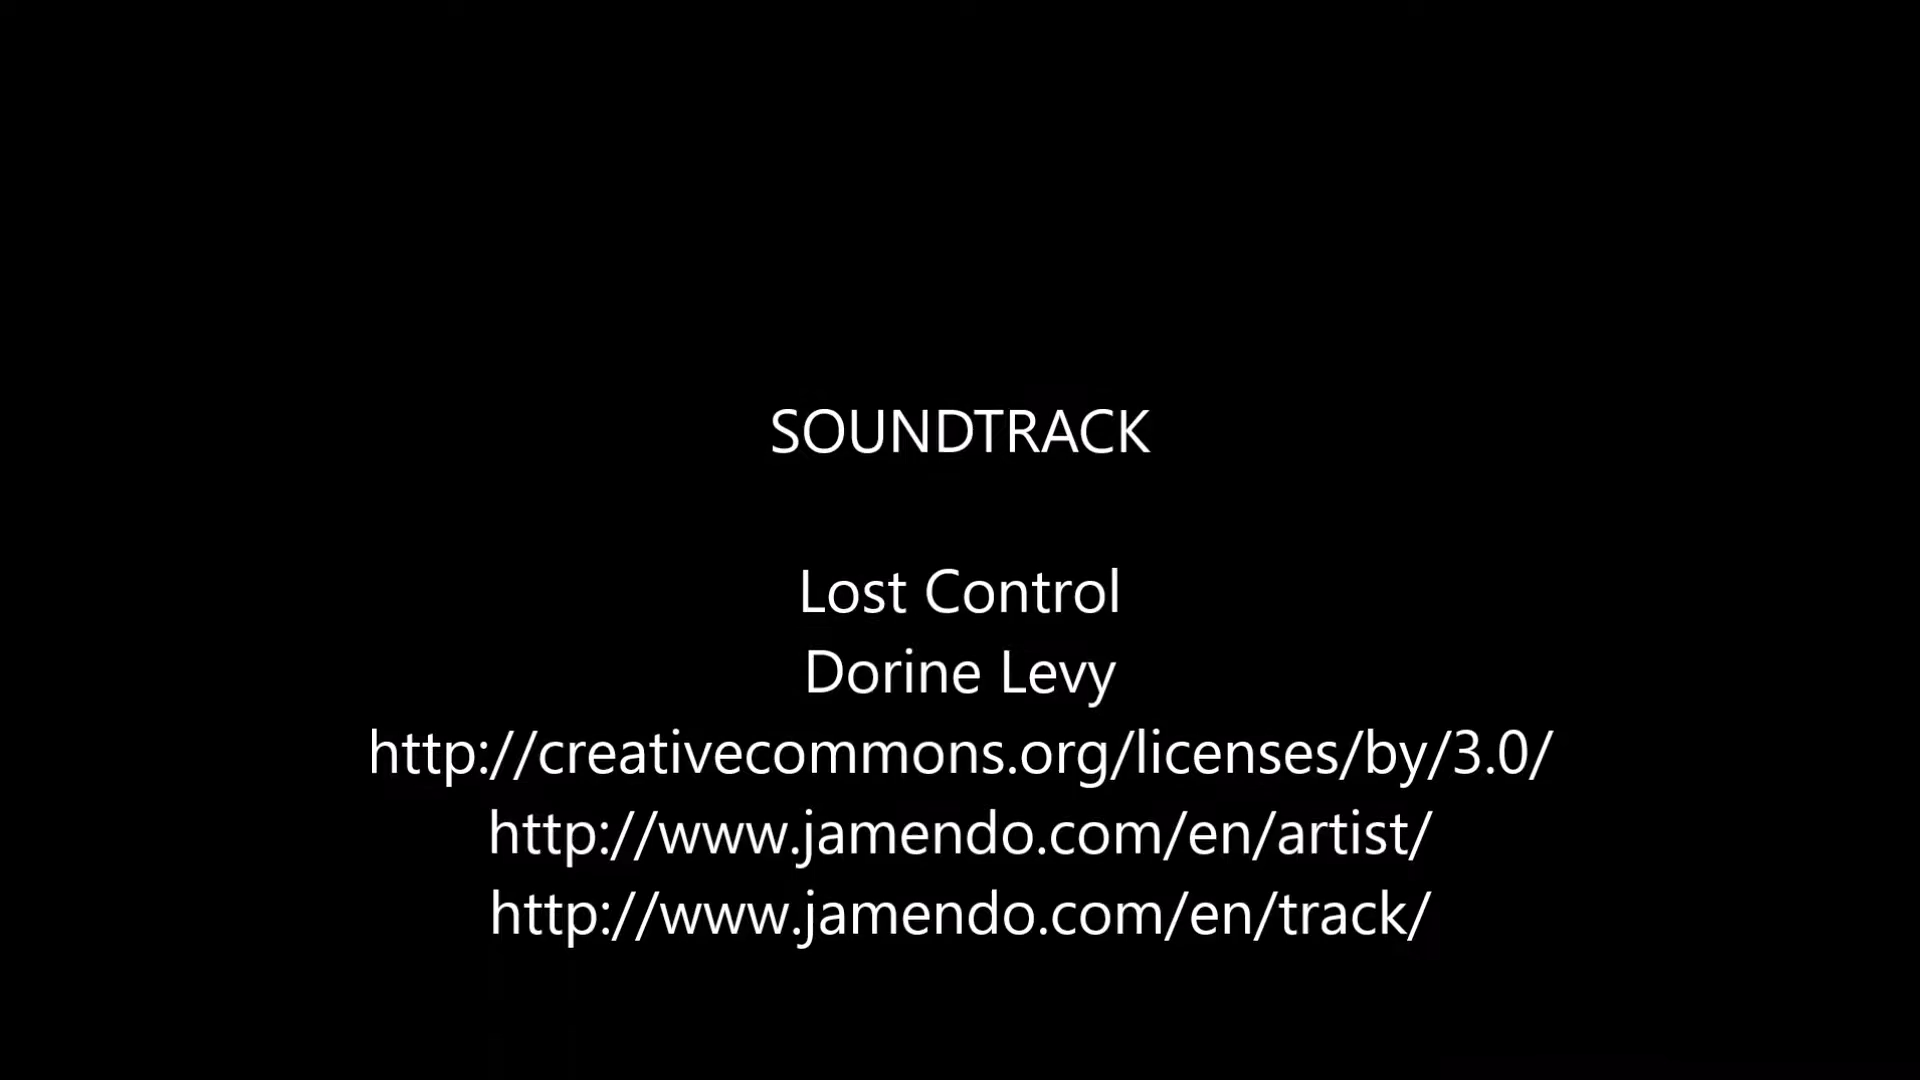 SOUNDTRACK
Lost Control
Dorine Levy
http://creativecommons.org/licenses/by/3.0/
http://www.jamendo.com/en/artist/
http://www.jamendo.com/en/track/